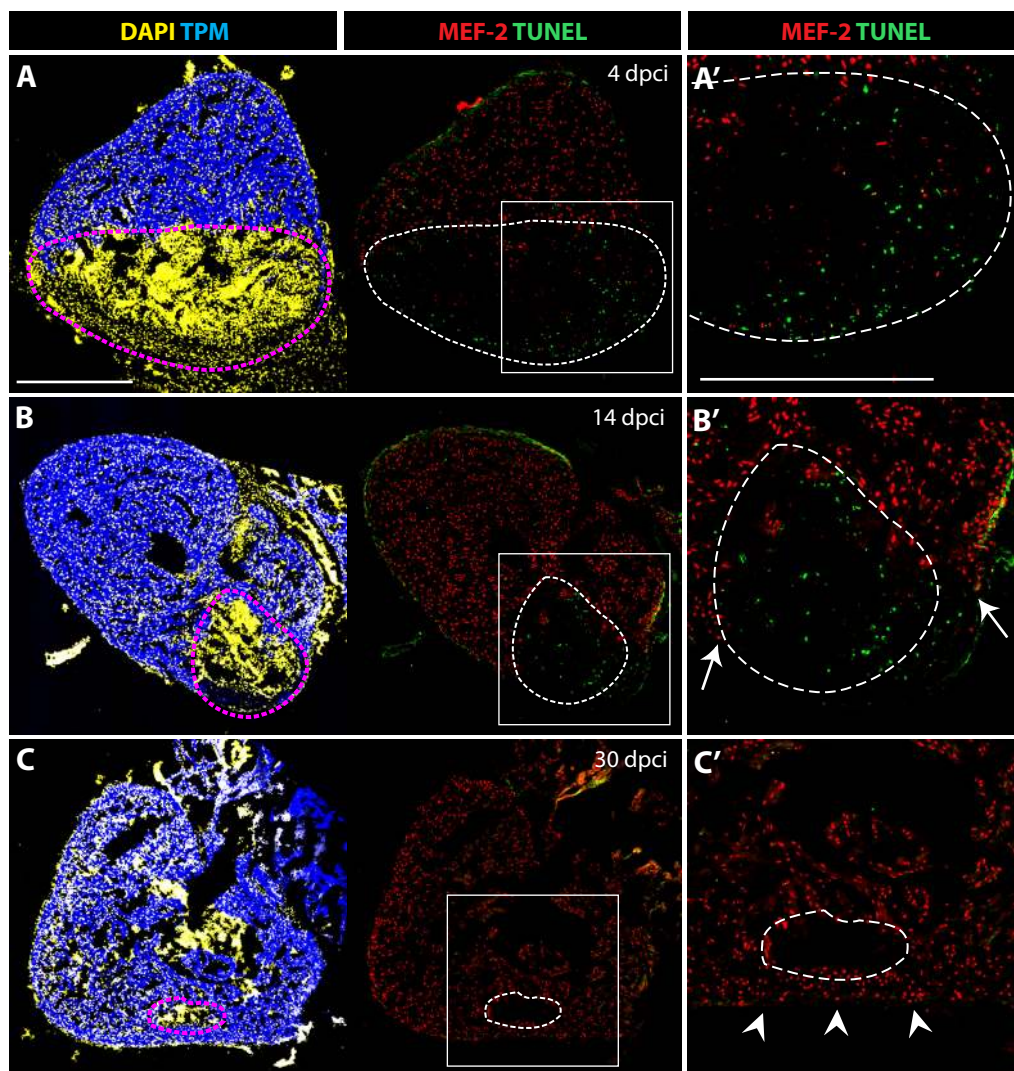 DAPI TPM
MEF-2 TUNEL
MEF-2 TUNEL
A
4 dpci
A′
B
14 dpci
B′
C
30 dpci
C′